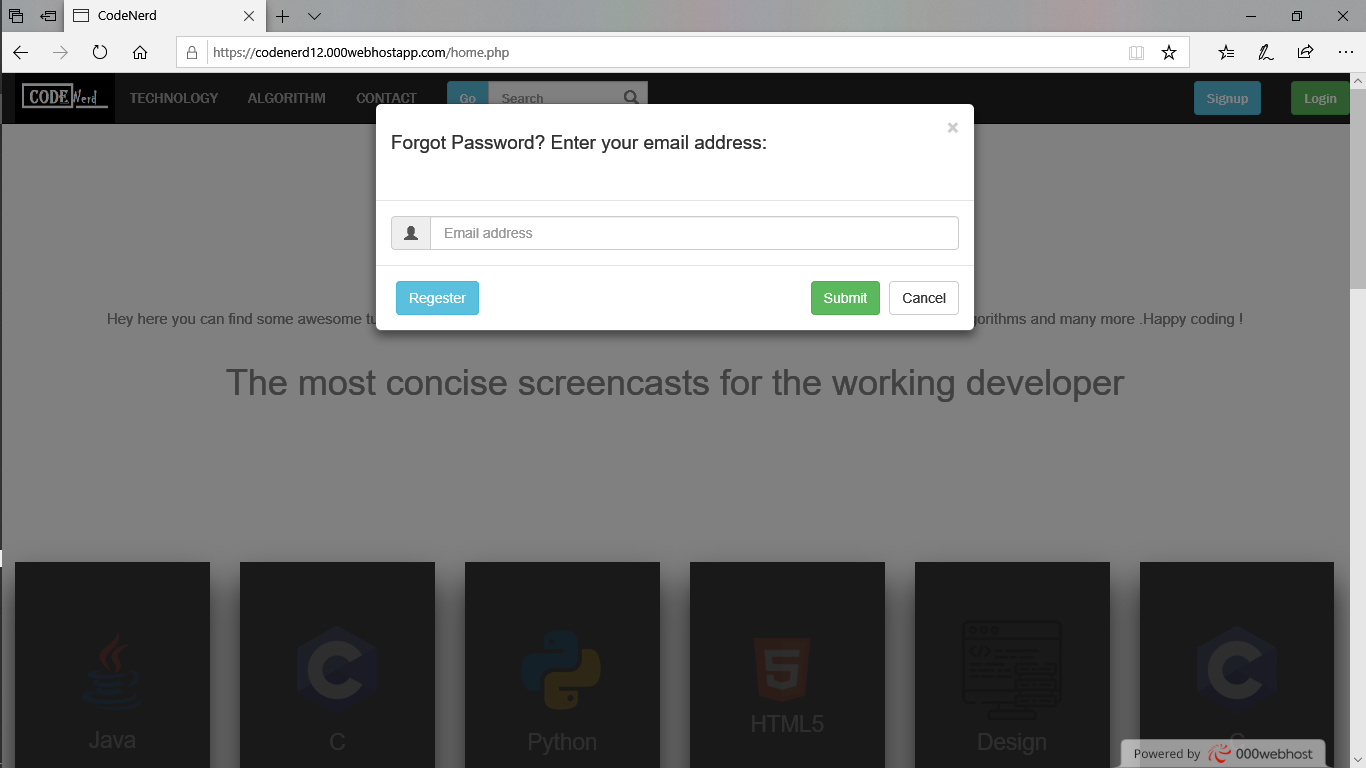 CodeNerd
https://codenerd12.000webhostapp.com/home.php
CODE Nerd TECHNOLOGY ALGORITHM CONTACT Go Search Signup Login
Forgot Password? Enter your email address:
×
Email address
Regester Submit Cancel
Hey here you can find some awesome tu
orithms and many more .Happy coding !
The most concise screencasts for the working developer
Java C Python HTML5 Design C
Powered by 000webhost